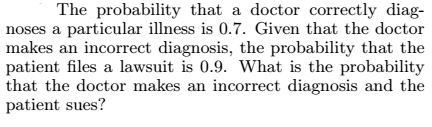 The probability that a doctor correctly diag-
noses a particular illness is 0.7. Given that the doctor
makes an incorrect diagnosis, the probability that the
patient files a lawsuit is 0.9. What is the probability
that the doctor makes an incorrect diagnosis and the
patient sues?